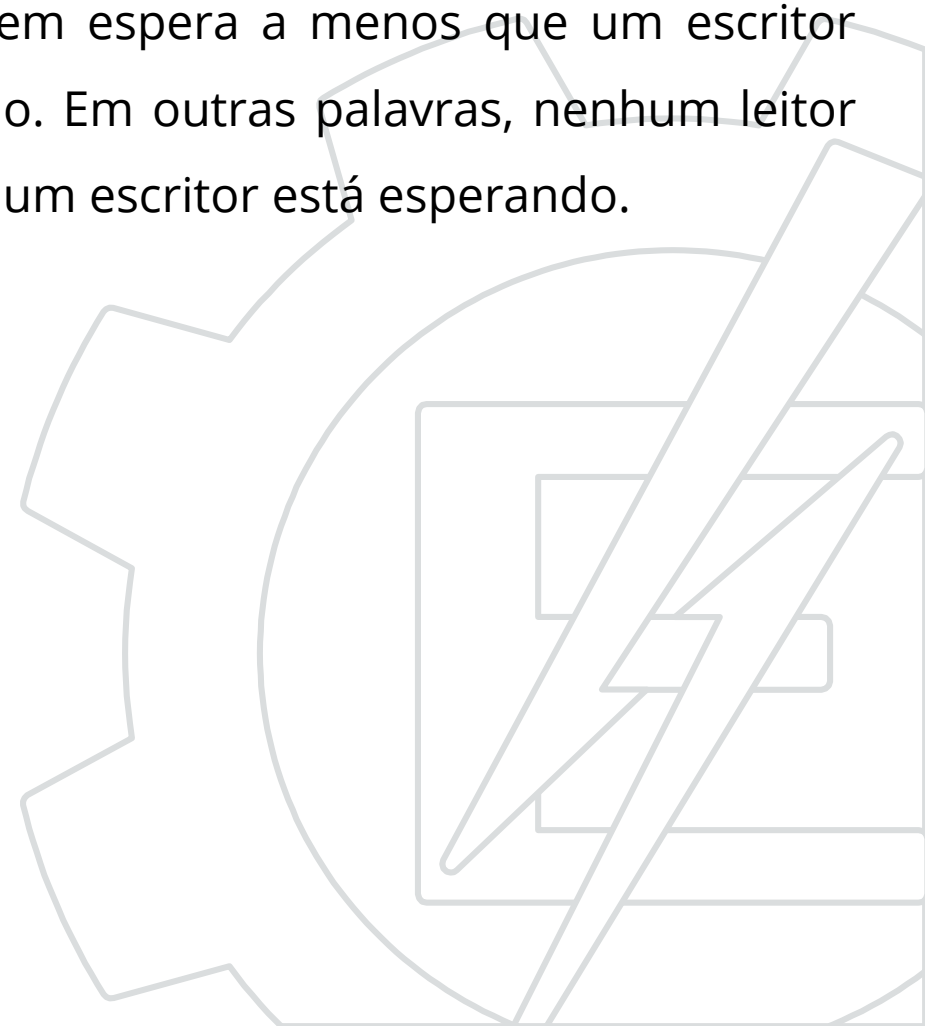 em espera a menos que um escritor
o. Em outras palavras, nenhum leitor
um escritor está esperando.